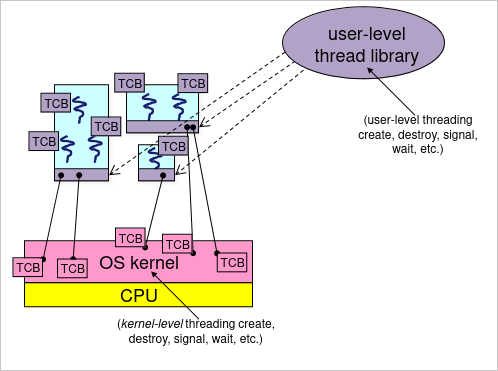 user-level
thread library
TCB
TCB
TCB
TCB
TCB
TCB
(user-level threading
create, destroy, signal,
wait, etc.)
TCB
TCB
TCB
TCB
TCB
OS kernel
CPU
(kernel-level threading create,
destroy, signal, wait, etc.)